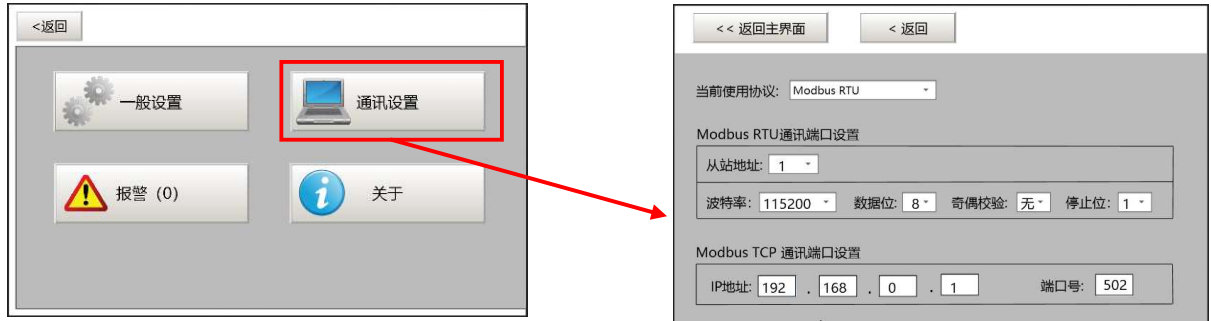 <返回
一般设置
通讯设置
报警 (0)
关于
<< 返回主界面
< 返回
当前使用协议: Modbus RTU
Modbus RTU通讯端口设置
从站地址: 1
波特率: 115200 数据位: 8 奇偶校验: 无 停止位: 1
Modbus TCP 通讯端口设置
IP地址: 192 . 168 . 0 . 1 端口号: 502